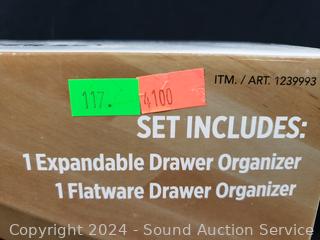 ITM. / ART. 1239993
117. 4100
SET INCLUDES:
1 Expandable Drawer Organizer
1 Flatware Drawer Organizer
Copyright 2024 - Sound Auction Service